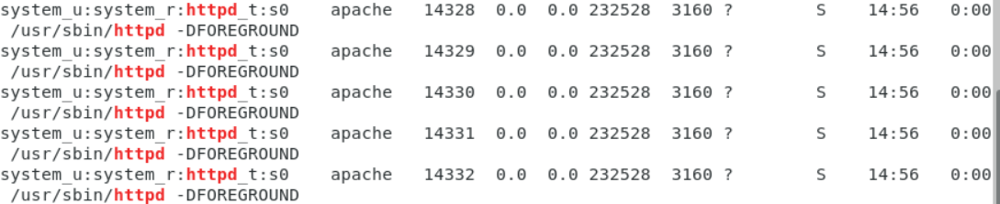 system_u:system_r:httpd_t:s0    apache   14328  0.0  0.0 232528  3160 ?        S    14:56   0:00
 /usr/sbin/httpd -DFOREGROUND
system_u:system_r:httpd_t:s0    apache   14329  0.0  0.0 232528  3160 ?        S    14:56   0:00
 /usr/sbin/httpd -DFOREGROUND
system_u:system_r:httpd_t:s0    apache   14330  0.0  0.0 232528  3160 ?        S    14:56   0:00
 /usr/sbin/httpd -DFOREGROUND
system_u:system_r:httpd_t:s0    apache   14331  0.0  0.0 232528  3160 ?        S    14:56   0:00
 /usr/sbin/httpd -DFOREGROUND
system_u:system_r:httpd_t:s0    apache   14332  0.0  0.0 232528  3160 ?        S    14:56   0:00
 /usr/sbin/httpd -DFOREGROUND